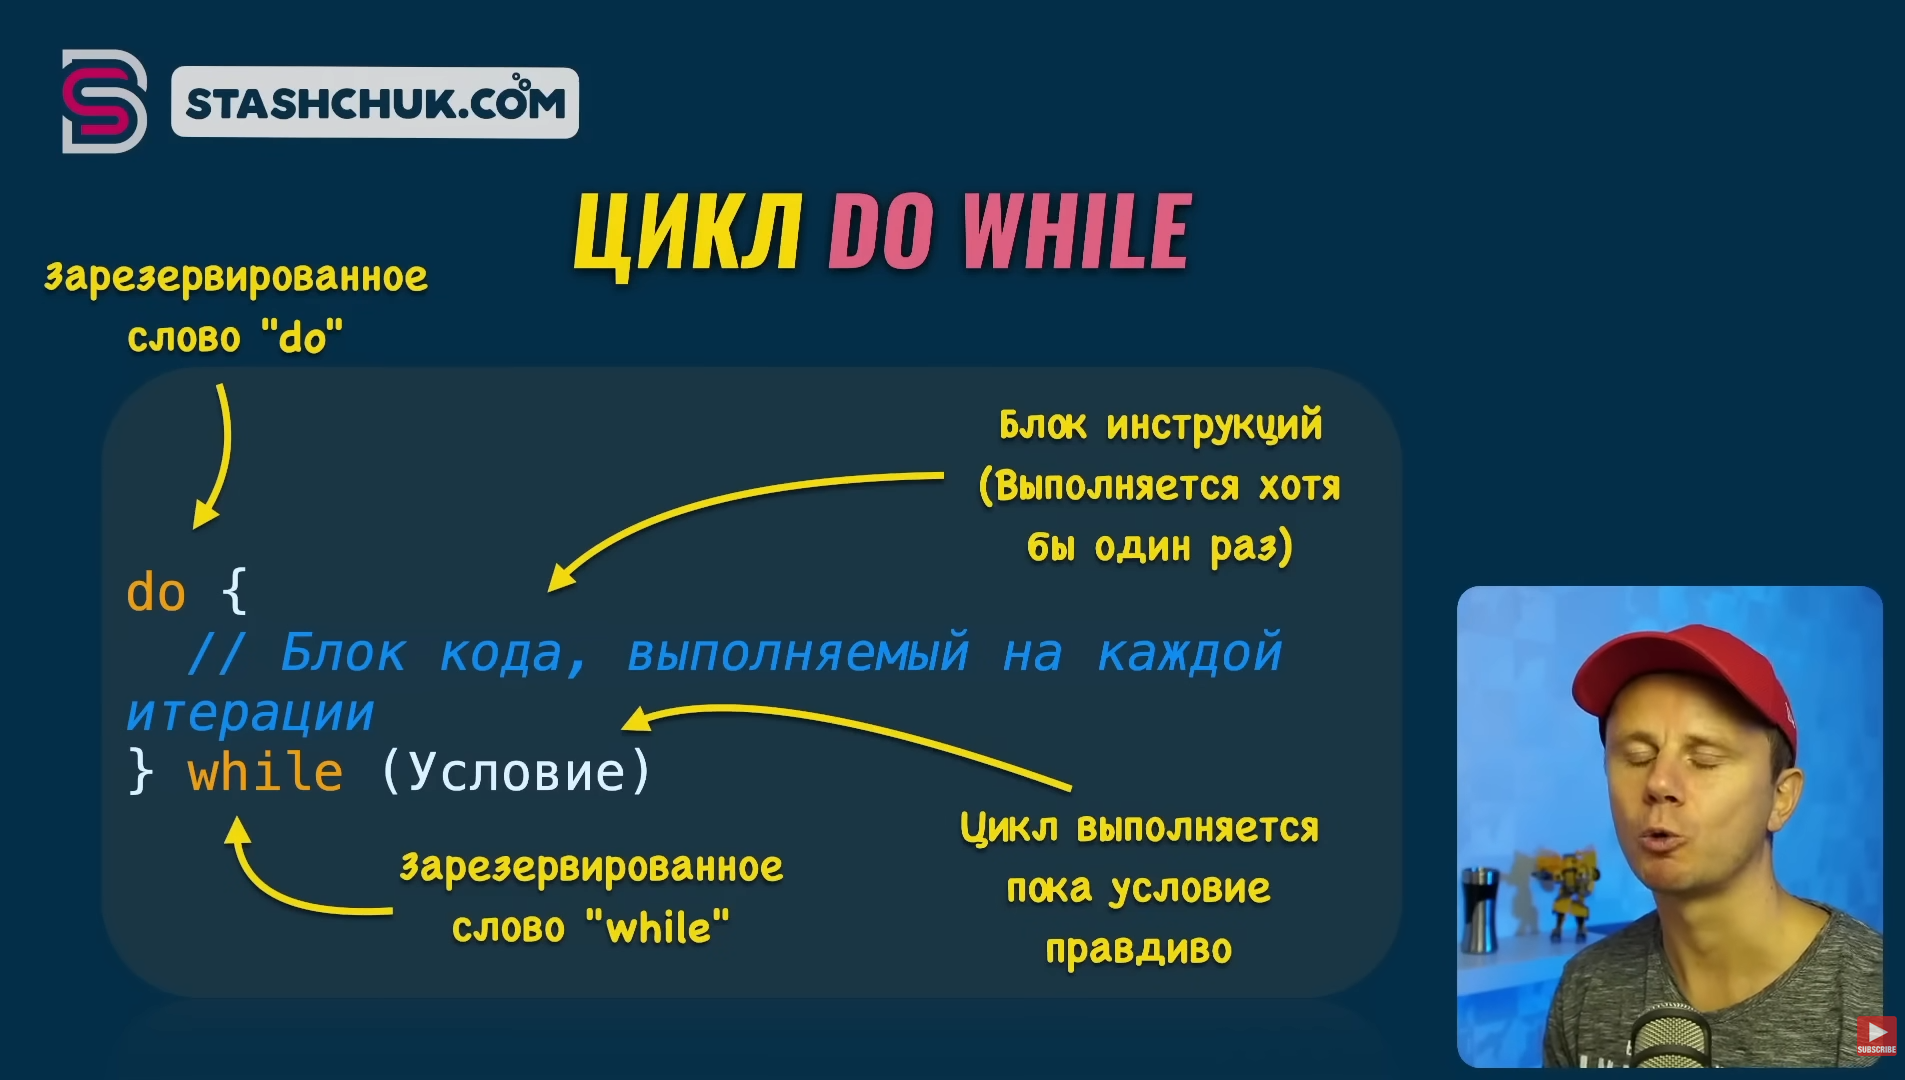 STASHCHUK.COM
ЦИКЛ DO WHILE
Зарезервированное
слово "do"
Блок инструкций
(Выполняется хотя
бы один раз)
do {
// Блок кода, выполняемый на каждой
итерации
} while (Условие)
Зарезервированное
слово "while"
Цикл выполняется
пока условие
правдиво
SUBSCRIBE